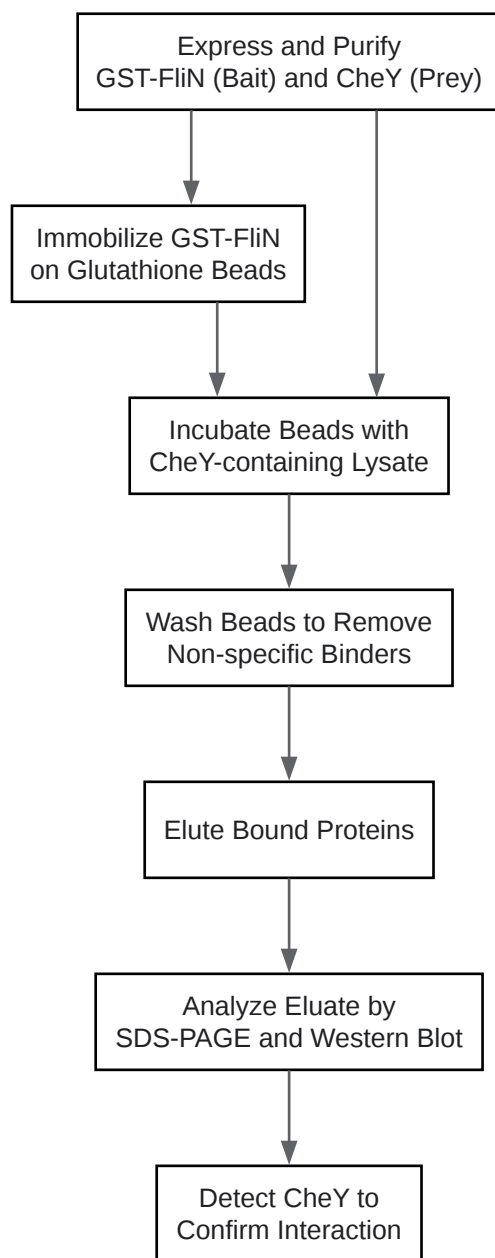 Express and Purify
GST-FliN (Bait) and CheY (Prey)
Immobilize GST-FliN
on Glutathione Beads
Incubate Beads with
CheY-containing Lysate
Wash Beads to Remove
Non-specific Binders
Elute Bound Proteins
Analyze Eluate by
SDS-PAGE and Western Blot
Detect CheY to
Confirm Interaction